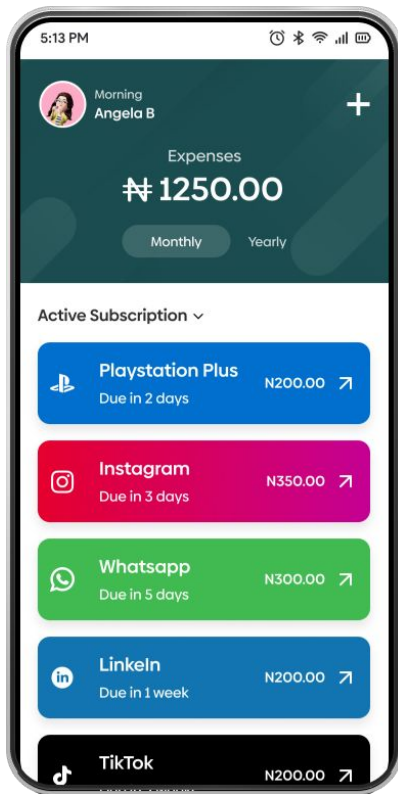 5:13 PM
Morning
Angela B
Expenses
₦ 1250.00
Monthly Yearly
Active Subscription
Playstation Plus
N200.00
Due in 2 days
Instagram
N350.00
Due in 3 days
Whatsapp
N300.00
Due in 5 days
LinkeIn
N200.00
Due in 1 week
TikTok
N200.00